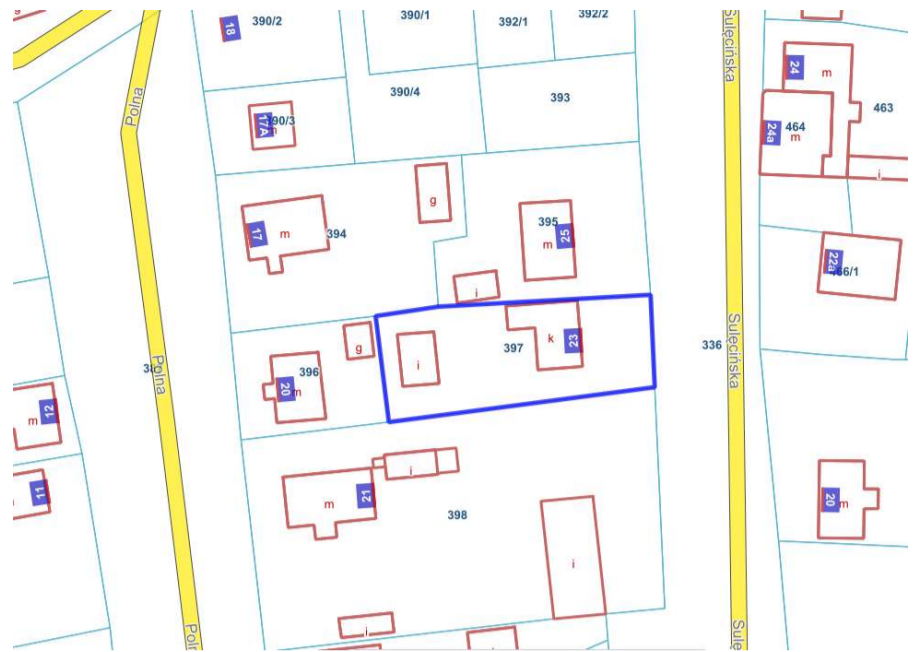 390/2
390/1
392/1
392/2
18
Sulęcińska
24
m
463
390/4
393
Polna
17A
390/3
m
24a
464
m
i
g
17
m
394
395
m
25
22a
466/1
i
g
397
k
23
336
Sulęcińska
Polna
i
396
20
m
12
m
11
21
m
i
398
20
m
i
i
Polna
Sulę